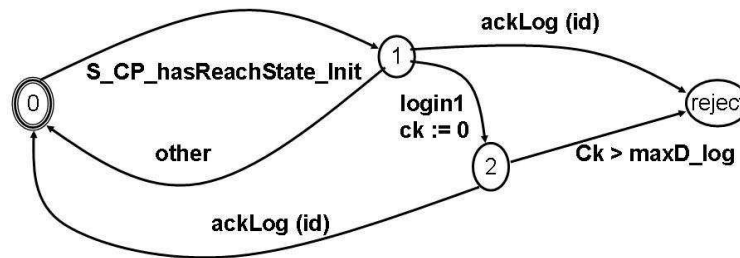 ackLog (id)
1
S_CP_hasReachState_Init
0
login1
ck := 0
reject
other
2
Ck > maxD_log
ackLog (id)